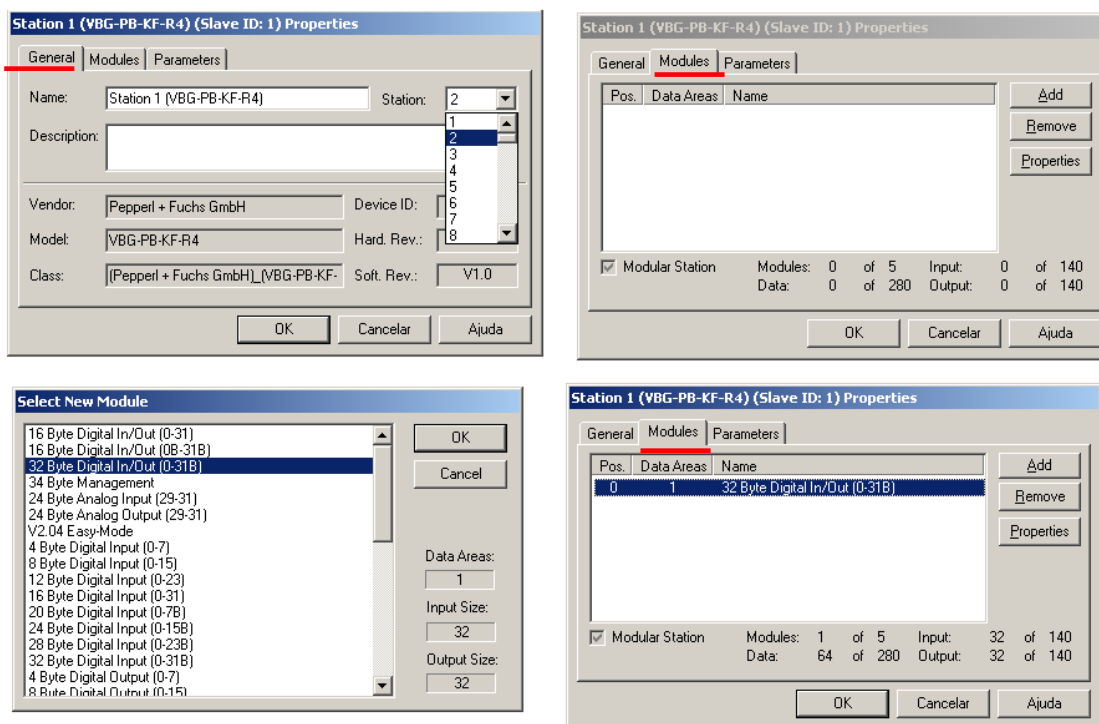 Station 1 (VBG-PB-KF-R4) (Slave ID: 1) Properties
General Modules Parameters
Name: Station 1 (VBG-PB-KF-R4) Station: 2
1
2
3
4
5
6
7
8
Description:
Vendor: Pepperl + Fuchs GmbH Device ID:
Model: VBG-PB-KF-R4 Hard. Rev.:
Class: (Pepperl + Fuchs GmbH)_(VBG-PB-KF- Soft. Rev.: V1.0
OK Cancelar Ajuda
Station 1 (VBG-PB-KF-R4) (Slave ID: 1) Properties
General Modules Parameters
Pos. Data Areas Name
Add
Remove
Properties
Modular Station Modules: 0 of 5 Input: 0 of 140
Data: 0 of 280 Output: 0 of 140
OK Cancelar Ajuda
Select New Module
16 Byte Digital In/Out (0-31)
16 Byte Digital In/Out (0B-31B)
32 Byte Digital In/Out (0-31B)
34 Byte Management
24 Byte Analog Input (29-31)
24 Byte Analog Output (29-31)
V2.04 Easy-Mode
4 Byte Digital Input (0-7)
8 Byte Digital Input (0-15)
12 Byte Digital Input (0-23)
16 Byte Digital Input (0-31)
20 Byte Digital Input (0-7B)
24 Byte Digital Input (0-15B)
28 Byte Digital Input (0-23B)
32 Byte Digital Input (0-31B)
4 Byte Digital Output (0-7)
8 Byte Digital Output (0-15)
OK
Cancel
Data Areas:
1
Input Size:
32
Output Size:
32
Station 1 (VBG-PB-KF-R4) (Slave ID: 1) Properties
General Modules Parameters
Pos. Data Areas Name
0 1 32 Byte Digital In/Out (0-31B)
Add
Remove
Properties
Modular Station Modules: 1 of 5 Input: 32 of 140
Data: 64 of 280 Output: 32 of 140
OK Cancelar Ajuda